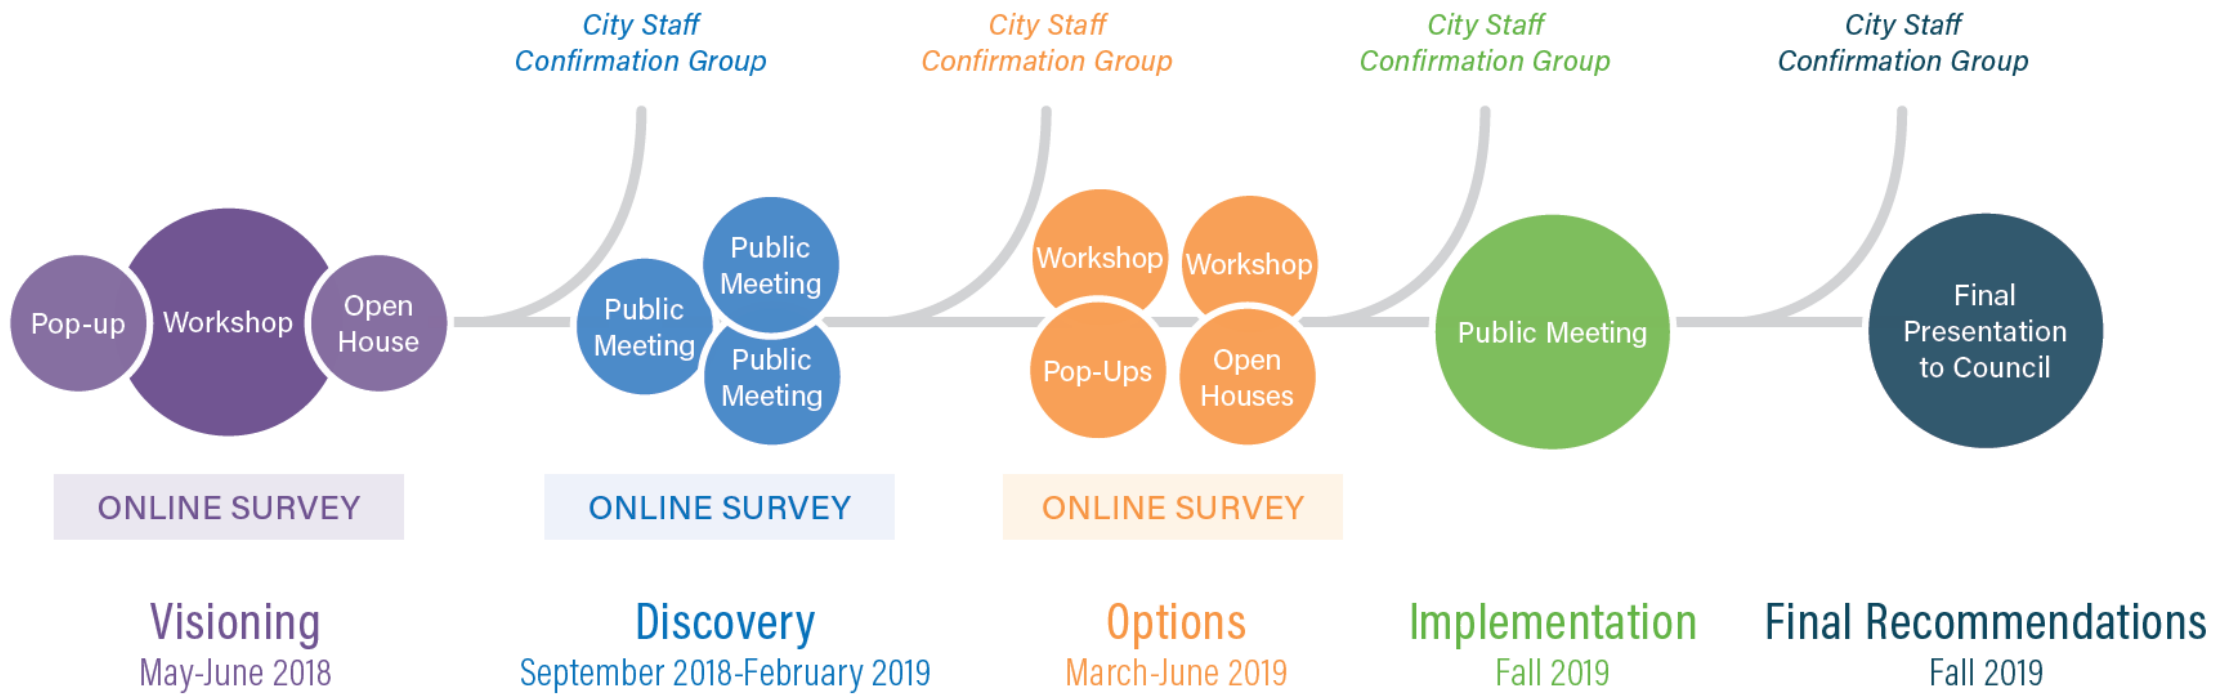 City Staff
Confirmation Group
City Staff
Confirmation Group
City Staff
Confirmation Group
City Staff
Confirmation Group
Pop-up
Workshop
Open
House
Public
Meeting
Public
Meeting
Public
Meeting
Workshop
Workshop
Pop-Ups
Open
Houses
Public Meeting
Final
Presentation
to Council
ONLINE SURVEY
ONLINE SURVEY
ONLINE SURVEY
Visioning
May-June 2018
Discovery
September 2018-February 2019
Options
March-June 2019
Implementation
Fall 2019
Final Recommendations
Fall 2019